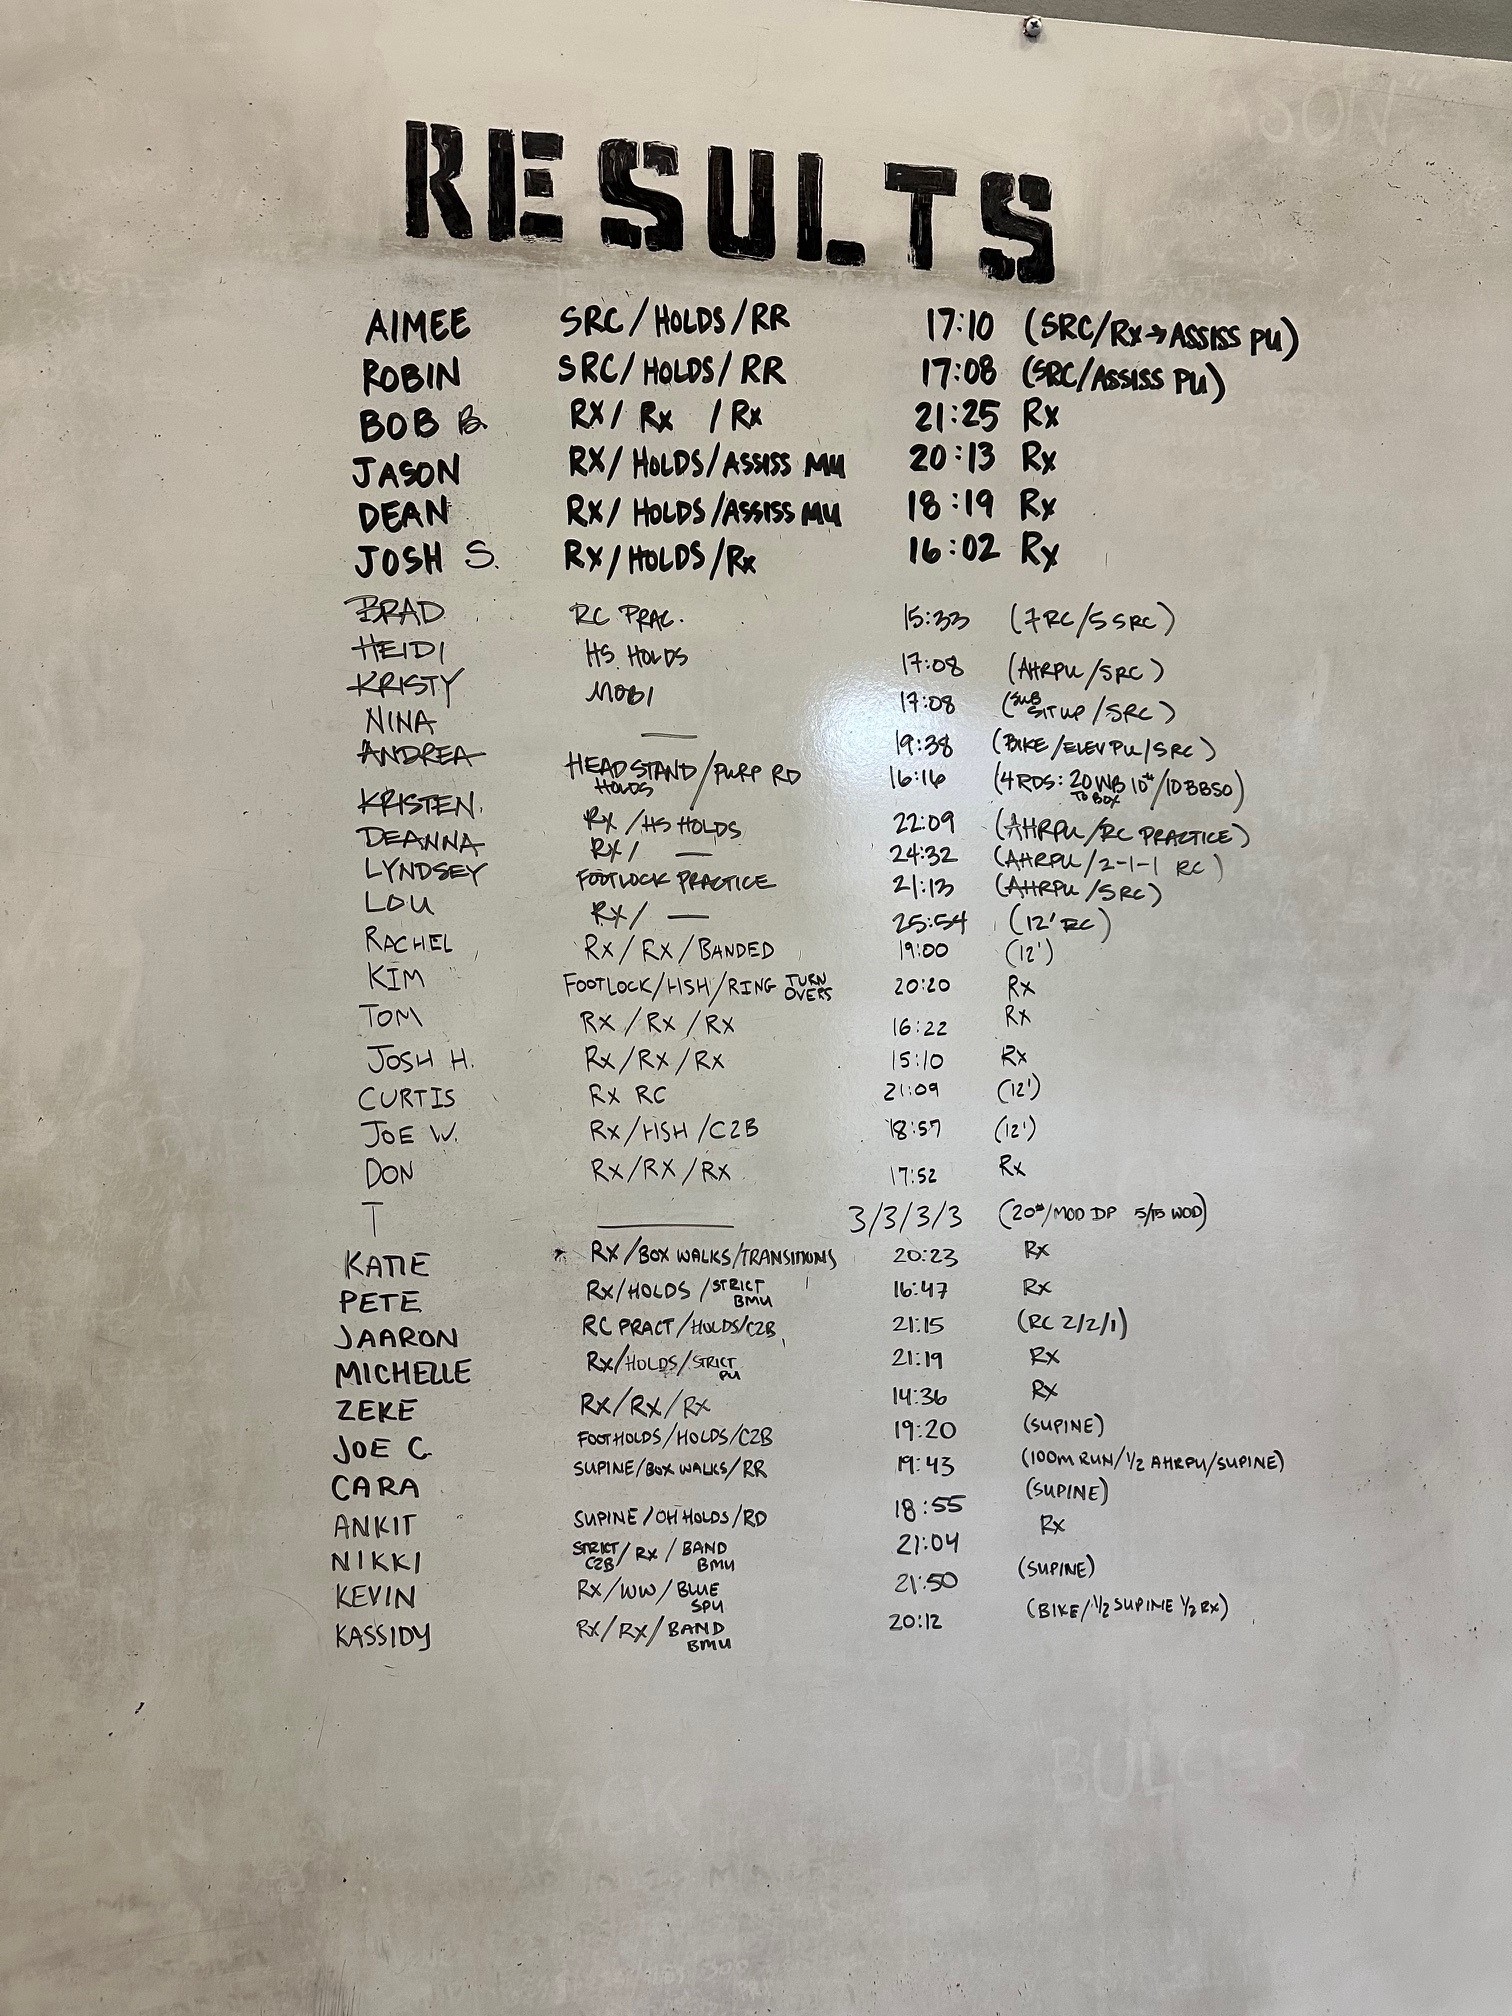 RESULTS
AIMEE SRC/HOLDS/RR 17:10 (SRC/Rx→ASSISS PU)
ROBIN SRC/HOLDS/RR 17:08 (SRC/ASSISS PU)
BOB B. Rx/Rx/Rx 21:25 Rx
JASON RX/HOLDS/ASSISS MU 20:13 Rx
DEAN RX/HOLDS/ASSISS MU 18:19 Rx
JOSH S. Rx/HOLDS/Rx 16:02 Rx
BRAD RC PRAC. 15:33 (7RC/5SRC)
HEIDI HS HOLDS 17:08 (AHRPU/SRC)
KRISTY MOBI 17:08 (SUB SIT UP/SRC)
NINA — 19:38 (BIKE/ELEV PU/SRC)
ANDREA HEADSTAND HOLDS/PURP RD 16:16 (4 RDS: 20 WB 10# TO BOX/10 BBSO)
KRISTEN. Rx/HS HOLDS 22:09 (AHRPU/RC PRACTICE)
DEANNA Rx/ — 24:32 (AHRPU/2-1-1 RC)
LYNDSEY FOOTLOCK PRACTICE 21:13 (AHRPU/SRC)
LOU Rx/ — 25:54 (12' RC)
RACHEL Rx/Rx/BANDED 19:00 (12')
KIM FOOTLOCK/HSH/RING TURN OVERS 20:20 Rx
TOM Rx/Rx/Rx 16:22 Rx
JOSH H. Rx/Rx/Rx 15:10 Rx
CURTIS Rx RC 21:09 (12')
JOE W. Rx/HSH/C2B 18:57 (12')
DON Rx/RX/RX 17:52 Rx
T — 3/3/3/3 (20#/MOD DP 5/15 WOD)
KATIE Rx/BOX WALKS/TRANSITIONS 20:23 Rx
PETE Rx/HOLDS/STRICT BMU 16:47 Rx
JAARON RC PRACT/HOLDS/C2B 21:15 (RC 2/2/1)
MICHELLE Rx/HOLDS/STRICT PU 21:19 Rx
ZEKE Rx/Rx/Rx 14:36 Rx
JOE C. FOOTHOLDS/HOLDS/C2B 19:20 (SUPINE)
CARA SUPINE/BOX WALKS/RR 19:43 (100M RUN/1/2 AHRPU/SUPINE)
ANKIT SUPINE/OH HOLDS/RD 18:55 (SUPINE)
NIKKI STRICT C2B/Rx/BAND BMU 21:04 Rx
KEVIN Rx/WW/BLUE SPU 21:50 (SUPINE)
KASSIDY Rx/Rx/BAND BMU 20:12 (BIKE/1/2 SUPINE 1/2 RX)
JACK
BULGER